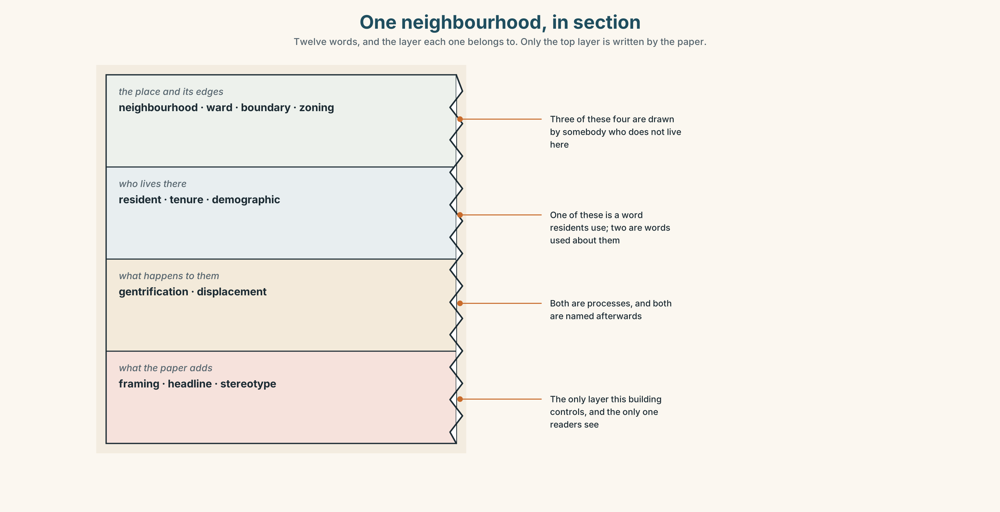 One neighbourhood, in section
Twelve words, and the layer each one belongs to. Only the top layer is written by the paper.
the place and its edges
neighbourhood · ward · boundary · zoning
Three of these four are drawn
by somebody who does not live
here
who lives there
resident · tenure · demographic
One of these is a word
residents use; two are words
used about them
what happens to them
gentrification · displacement
Both are processes, and both
are named afterwards
what the paper adds
framing · headline · stereotype
The only layer this building
controls, and the only one
readers see